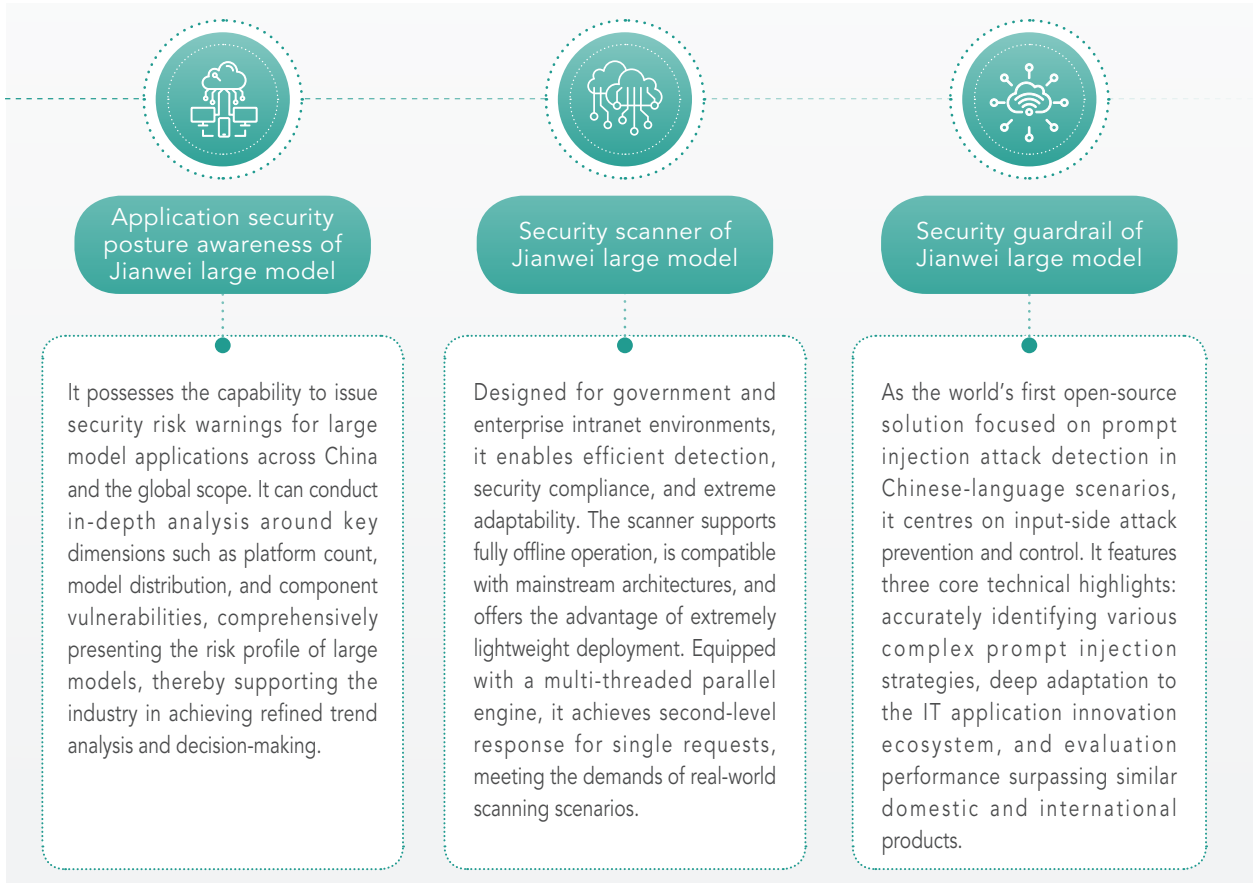 Application security
posture awareness of
Jianwei large model
It possesses the capability to issue
security risk warnings for large
model applications across China
and the global scope. It can conduct
in-depth analysis around key
dimensions such as platform count,
model distribution, and component
vulnerabilities, comprehensively
presenting the risk profile of large
models, thereby supporting the
industry in achieving refined trend
analysis and decision-making.
Security scanner of
Jianwei large model
Designed for government and
enterprise intranet environments,
it enables efficient detection,
security compliance, and extreme
adaptability. The scanner supports
fully offline operation, is compatible
with mainstream architectures, and
offers the advantage of extremely
lightweight deployment. Equipped
with a multi-threaded parallel
engine, it achieves second-level
response for single requests,
meeting the demands of real-world
scanning scenarios.
Security guardrail of
Jianwei large model
As the world’s first open-source
solution focused on prompt
injection attack detection in
Chinese-language scenarios,
it centres on input-side attack
prevention and control. It features
three core technical highlights:
accurately identifying various
complex prompt injection
strategies, deep adaptation to
the IT application innovation
ecosystem, and evaluation
performance surpassing similar
domestic and international
products.